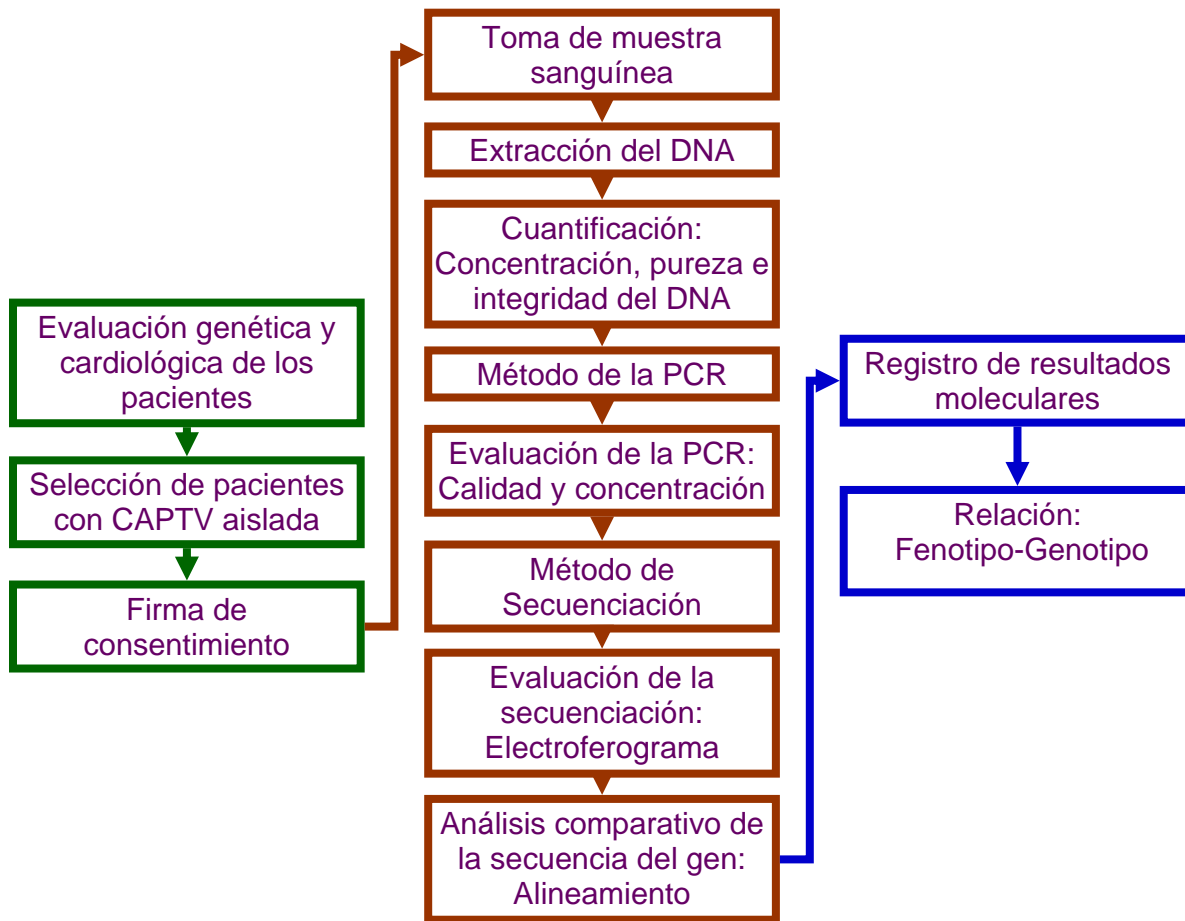 Evaluación genética y
cardiológica de los
pacientes
Selección de pacientes
con CAPTV aislada
Firma de
consentimiento
Toma de muestra
sanguínea
Extracción del DNA
Cuantificación:
Concentración, pureza e
integridad del DNA
Método de la PCR
Evaluación de la PCR:
Calidad y concentración
Método de
Secuenciación
Evaluación de la
secuenciación:
Electroferograma
Análisis comparativo de
la secuencia del gen:
Alineamiento
Registro de resultados
moleculares
Relación:
Fenotipo-Genotipo